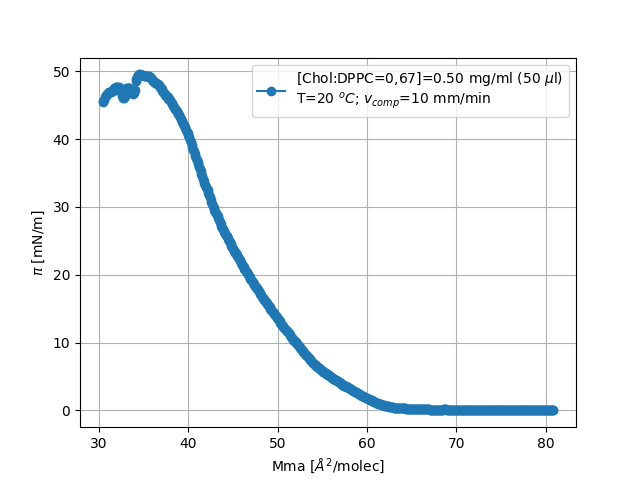 [Chol:DPPC=0,67]=0.50 mg/ml (50 μl)
T=20 °C; v_comp=10 mm/min
50
40
30
20
10
0
π [mN/m]
30 40 50 60 70 80
Mma [Å²/molec]